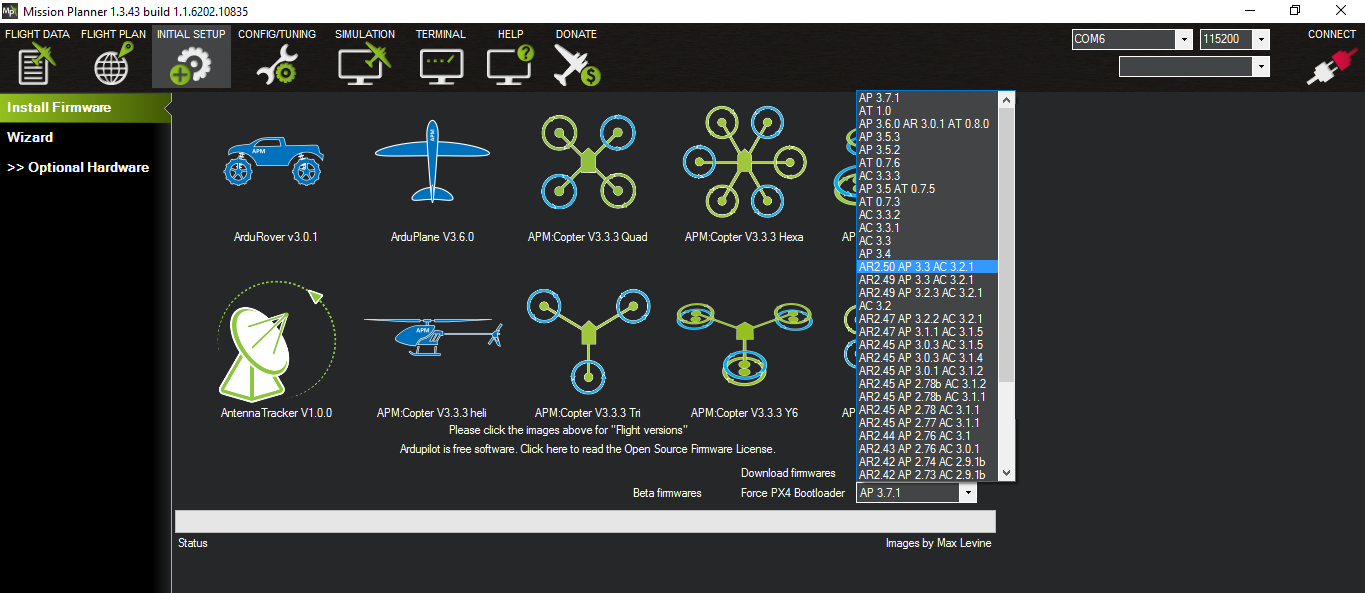 Mission Planner 1.3.43 build 1.1.6202.10835
FLIGHT DATA FLIGHT PLAN INITIAL SETUP CONFIG/TUNING SIMULATION TERMINAL HELP DONATE
COM6 115200 CONNECT
Install Firmware
Wizard
>> Optional Hardware
APM
APM
ArduRover v3.0.1 ArduPlane V3.6.0 APM:Copter V3.3.3 Quad APM:Copter V3.3.3 Hexa AP
APM
AntennaTracker V1.0.0 APM:Copter V3.3.3 heli APM:Copter V3.3.3 Tri APM:Copter V3.3.3 Y6 AP
Please click the images above for "Flight versions"
Ardupilot is free software. Click here to read the Open Source Firmware License.
AP 3.7.1
AT 1.0
AP 3.6.0 AR 3.0.1 AT 0.8.0
AP 3.5.3
AP 3.5.2
AT 0.7.6
AC 3.3.3
AP 3.5 AT 0.7.5
AT 0.7.3
AC 3.3.2
AC 3.3.1
AC 3.3
AP 3.4
AR2.50 AP 3.3 AC 3.2.1
AR2.49 AP 3.3 AC 3.2.1
AR2.49 AP 3.2.3 AC 3.2.1
AC 3.2
AR2.47 AP 3.2.2 AC 3.2.1
AR2.47 AP 3.1.1 AC 3.1.5
AR2.45 AP 3.0.3 AC 3.1.5
AR2.45 AP 3.0.3 AC 3.1.4
AR2.45 AP 3.0.1 AC 3.1.2
AR2.45 AP 2.78b AC 3.1.2
AR2.45 AP 2.78b AC 3.1.1
AR2.45 AP 2.78 AC 3.1.1
AR2.45 AP 2.77 AC 3.1.1
AR2.44 AP 2.76 AC 3.1
AR2.43 AP 2.76 AC 3.0.1
AR2.42 AP 2.74 AC 2.9.1b
AR2.42 AP 2.73 AC 2.9.1b
Download firmwares
Beta firmwares Force PX4 Bootloader AP 3.7.1
Status Images by Max Levine